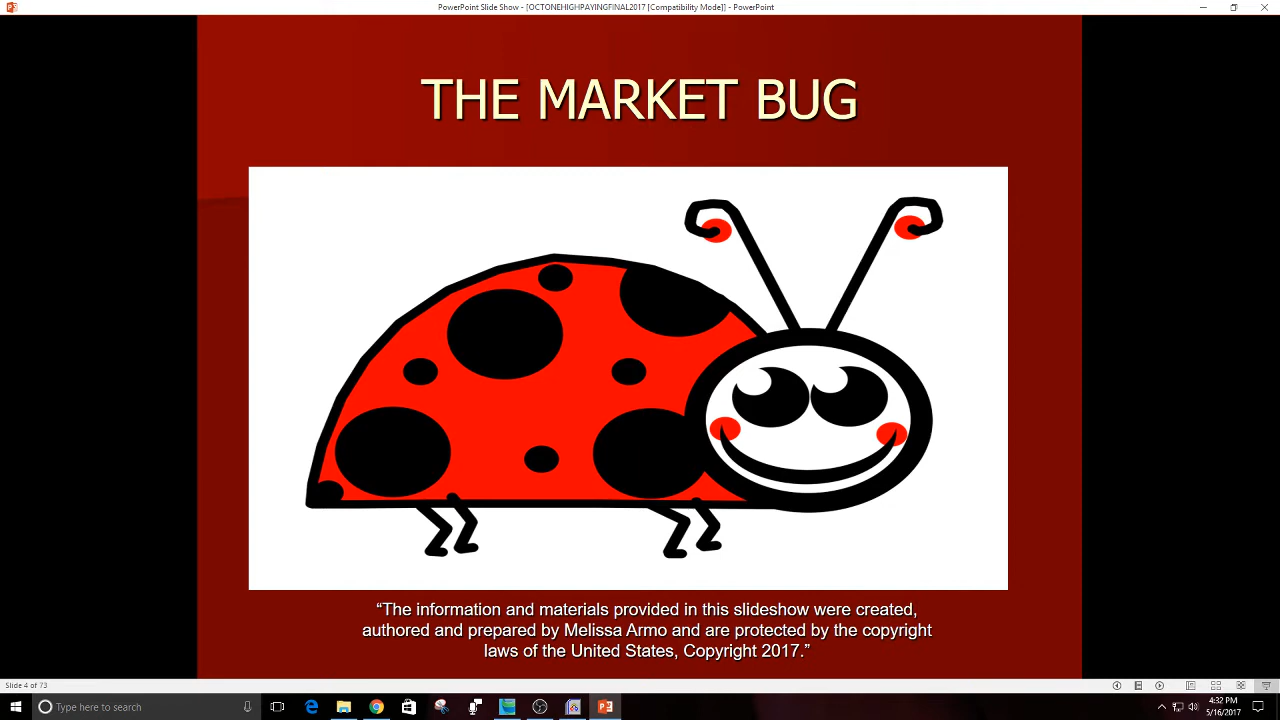 PowerPoint Slide Show - [OCTONEHIGHPAYINGFINAL2017 [Compatibility Mode]] - PowerPoint
THE MARKET BUG
“The information and materials provided in this slideshow were created,
authored and prepared by Melissa Armo and are protected by the copyright
laws of the United States, Copyright 2017.”
Slide 4 of 73
Type here to search
4:32 PM
5/16/2017